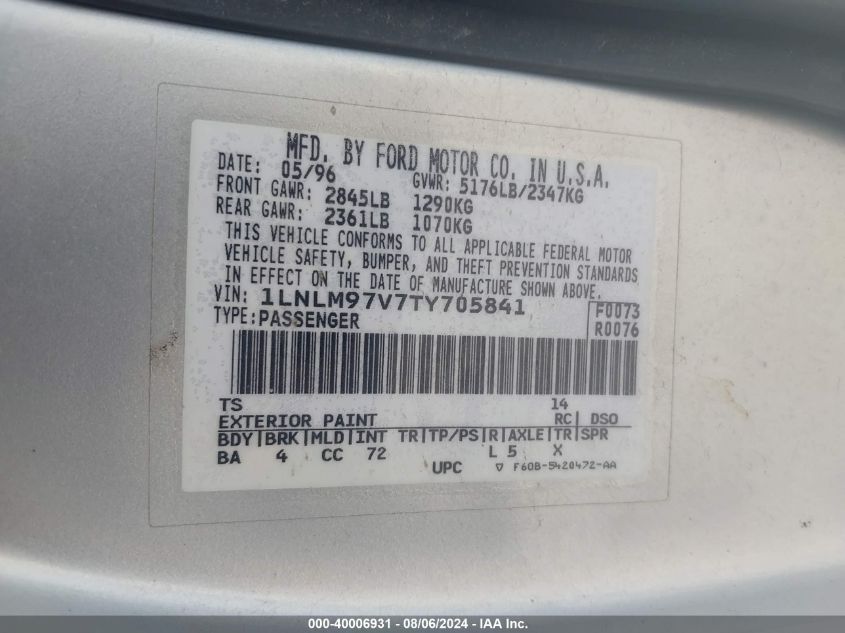 MFD. BY FORD MOTOR CO. IN U.S.A.
DATE: 05/96 GVWR: 5176LB/2347KG
FRONT GAWR: 2845LB 1290KG
REAR GAWR: 2361LB 1070KG
THIS VEHICLE CONFORMS TO ALL APPLICABLE FEDERAL MOTOR
VEHICLE SAFETY, BUMPER, AND THEFT PREVENTION STANDARDS
IN EFFECT ON THE DATE OF MANUFACTURE SHOWN ABOVE.
VIN: 1LNLM97V7TY705841 F0073
TYPE: PASSENGER R0076
TS 14
EXTERIOR PAINT RC| DSO
BDY|BRK|MLD|INT TR|TP/PS|R|AXLE|TR|SPR
BA 4 CC 72 L 5 X
UPC ▽ F60B-5420472-AA
000-40006931 - 08/06/2024 - IAA Inc.